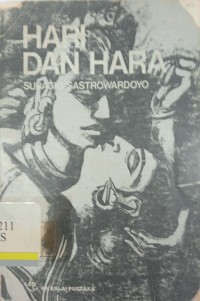 HARI
DAN HARA
SUBAGIO SASTROWARDOYO
211
S
BALAI PUSTAKA